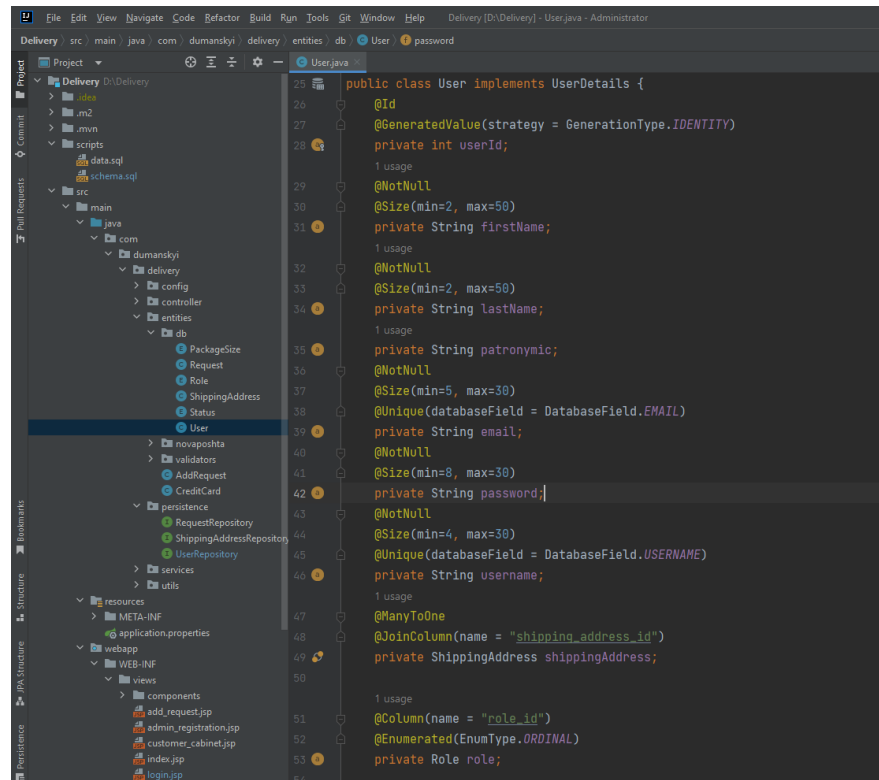 File Edit View Navigate Code Refactor Build Run Tools Git Window Help Delivery [D:\Delivery] - User.java - Administrator
Delivery src main java com dumanskyi delivery entities db User password
Project
User.java
Project
Commit
Pull Requests
Bookmarks
Structure
JPA Structure
Persistence
Delivery D:\Delivery
.idea
.m2
.mvn
scripts
data.sql
schema.sql
src
main
java
com
dumanskyi
delivery
config
controller
entities
db
PackageSize
Request
Role
ShippingAddress
Status
User
novaposhta
validators
AddRequest
CreditCard
persistence
RequestRepository
ShippingAddressRepository
UserRepository
services
utils
resources
META-INF
application.properties
webapp
WEB-INF
views
components
add_request.jsp
admin_registration.jsp
customer_cabinet.jsp
index.jsp
login.jsp
25 public class User implements UserDetails {
26 @Id
27 @GeneratedValue(strategy = GenerationType.IDENTITY)
28 private int userId;
1 usage
29 @NotNull
30 @Size(min=2, max=50)
31 private String firstName;
1 usage
32 @NotNull
33 @Size(min=2, max=50)
34 private String lastName;
1 usage
35 private String patronymic;
36 @NotNull
37 @Size(min=5, max=30)
38 @Unique(databaseField = DatabaseField.EMAIL)
39 private String email;
40 @NotNull
41 @Size(min=8, max=30)
42 private String password;
43 @NotNull
44 @Size(min=4, max=30)
45 @Unique(databaseField = DatabaseField.USERNAME)
46 private String username;
1 usage
47 @ManyToOne
48 @JoinColumn(name = "shipping_address_id")
49 private ShippingAddress shippingAddress;
50
1 usage
51 @Column(name = "role_id")
52 @Enumerated(EnumType.ORDINAL)
53 private Role role;
54